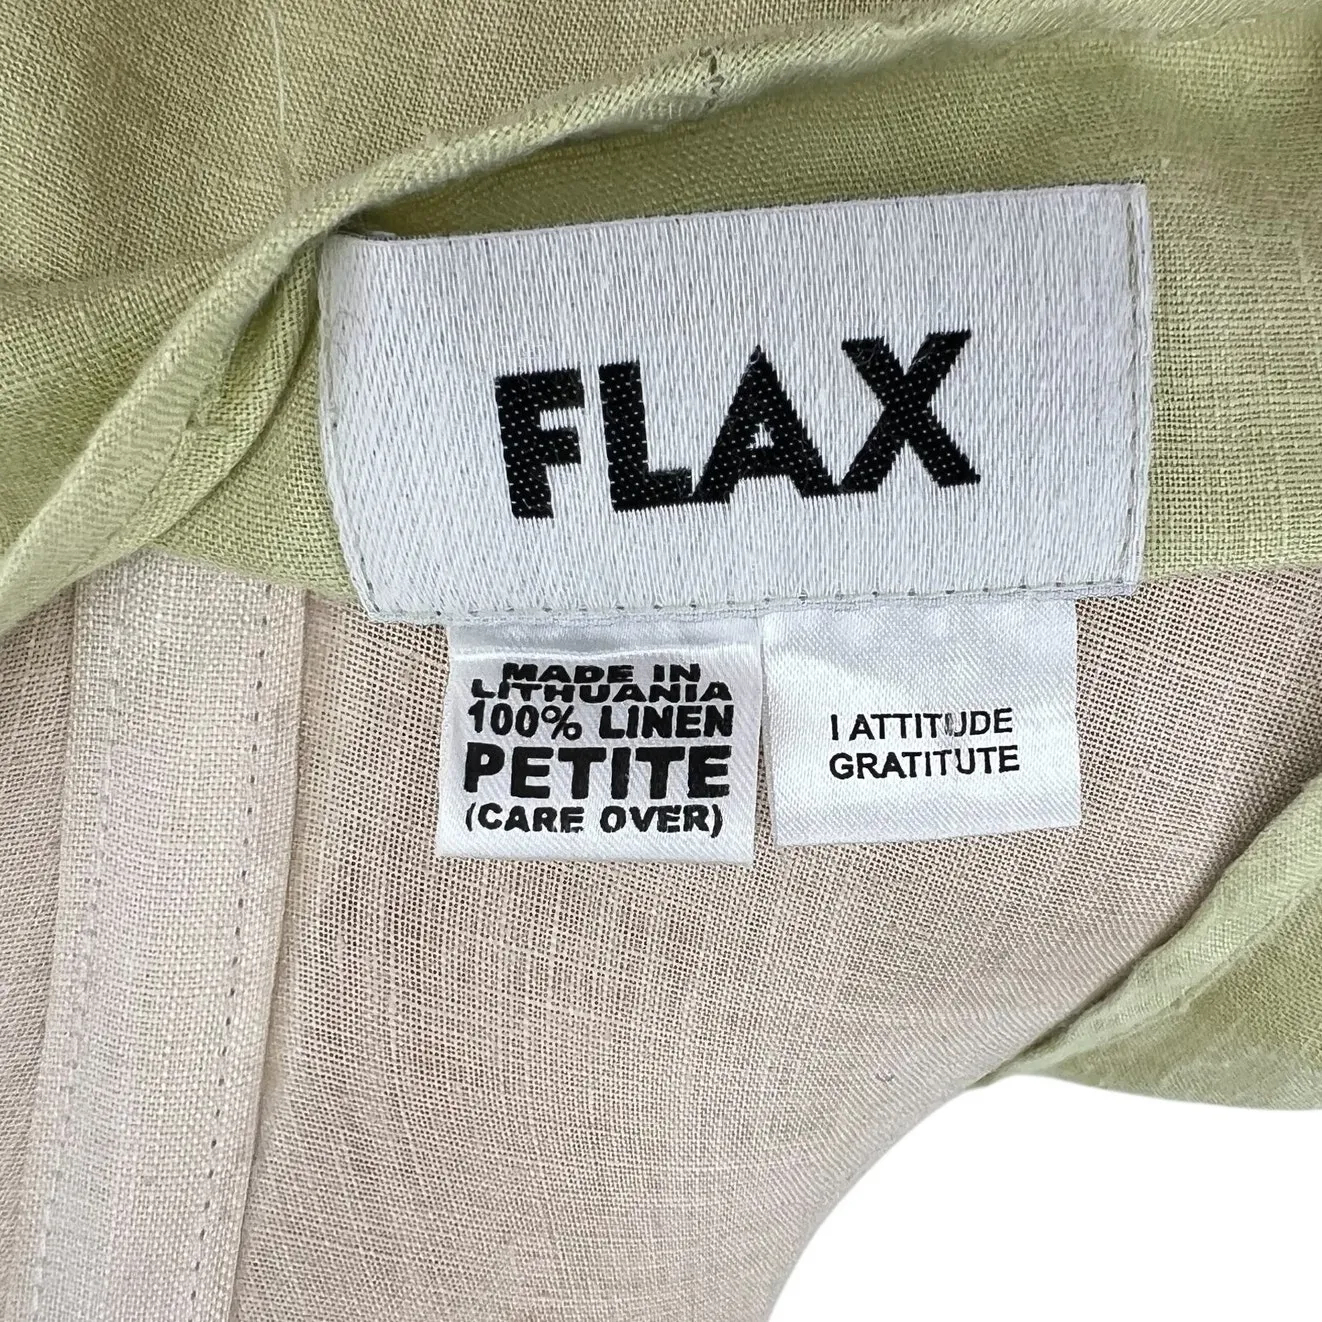 FLAX
MADE IN
LITHUANIA
100% LINEN
PETITE
(CARE OVER)
I ATTITUDE
GRATITUTE